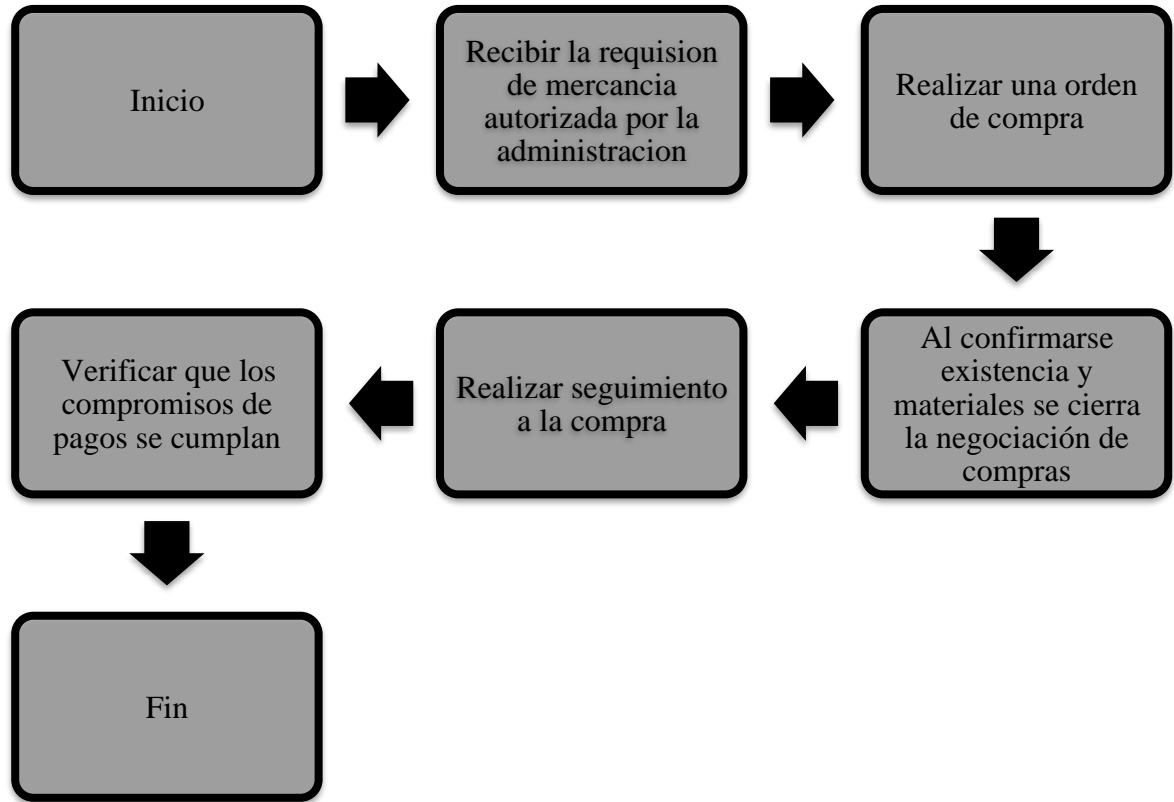 Inicio
Recibir la requision
de mercancia
autorizada por la
administracion
Realizar una orden
de compra
Al confirmarse
existencia y
materiales se cierra
la negociación de
compras
Realizar seguimiento
a la compra
Verificar que los
compromisos de
pagos se cumplan
Fin